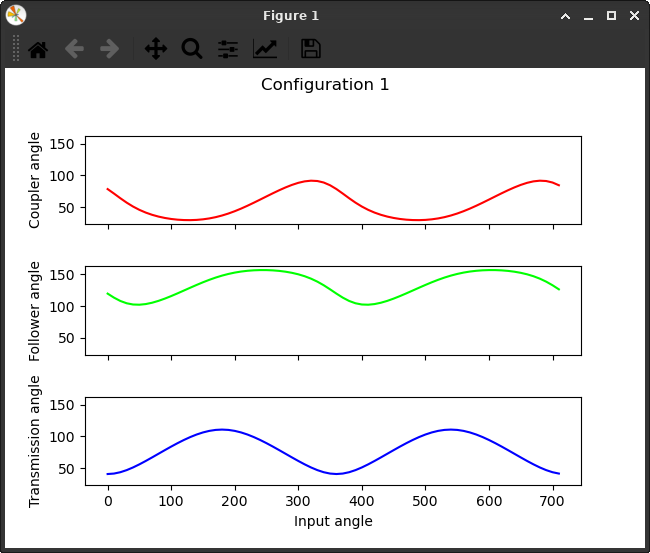 Figure 1
Configuration 1
Coupler angle
150
100
50
Follower angle
150
100
50
Transmission angle
150
100
50
0 100 200 300 400 500 600 700
Input angle